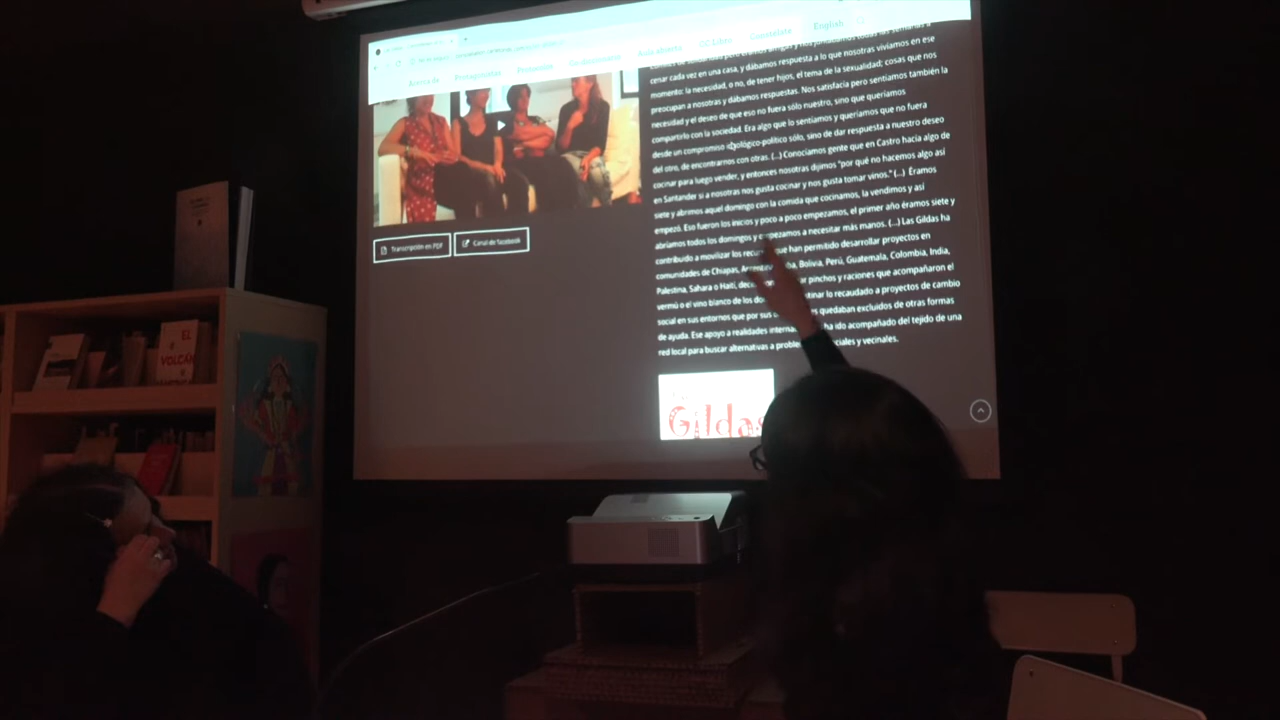 Acerca de
Protagonistas
Aula abierta
GC Libro
Constelate
English
cesar cada vez en una casa, y dábamos respuesta a lo que nosotras vivíamos en ese
momento: la necesidad, o no, de tener hijos, el tema de la sexualidad; cosas que nos
preocupan a nosotras y dábamos respuestas. Nos satisfacía pero sentíamos también la
necesidad y el deseo de que eso no fuera sólo nuestro, sino que queríamos
compartirlo con la sociedad. Era algo que lo sentíamos y queríamos que no fuera
desde un compromiso ideológico-político sólo, sino de dar respuesta a nuestro deseo
del otro, de encontrarnos con otras. (...) Conocíamos gente que en Castro hacía algo de
cocinar para luego vender, y entonces nosotras dijimos "por qué no hacemos algo así
en Santander si a nosotras nos gusta cocinar y nos gusta tomar vinos." (...) Éramos
siete y abrimos aquel domingo con la comida que cocinamos, la vendimos y así
empezó. Eso fueron los inicios y poco a poco empezamos, el primer año éramos siete y
abríamos todos los domingos y empezamos a necesitar más manos. (...) Las Gildas ha
contribuido a movilizar los que han permitido desarrollar proyectos en
comunidades de Chiapas, Bolivia, Perú, Guatemala, Colombia, India,
Palestina, Sahara o Haití, pinchos y raciones que acompañaron el
vermú o el vino blanco de los lo recaudado a proyectos de cambio
social en sus entornos que por sus quedaban excluidos de otras formas
de ayuda. Ese apoyo a realidades ha ido acompañado del tejido de una
red local para buscar alternativas a y vecinales.
Transcripción en PDF
Canal de facebook
Gildas
EL
VOLCÁN